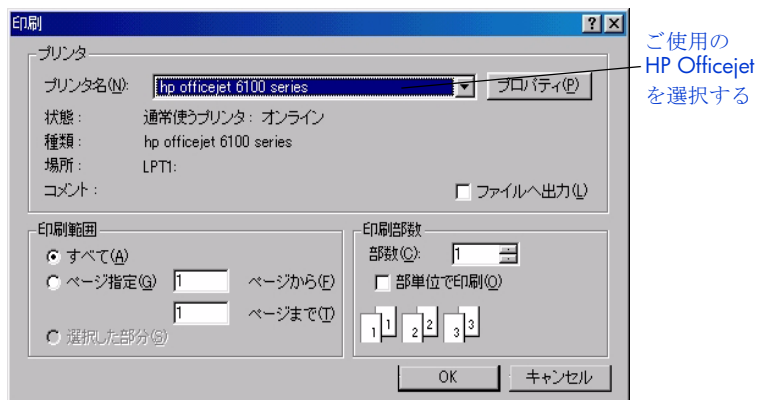 印刷
プリンタ
プリンタ名(N): hp officejet 6100 series プロパティ(P)
状態： 通常使うプリンタ： オンライン
種類： hp officejet 6100 series
場所： LPT1:
コメント： ファイルへ出力(L)
印刷範囲
すべて(A)
ページ指定(G) 1 ページから(F)
1 ページまで(T)
選択した部分(S)
印刷部数
部数(C): 1
部単位で印刷(O)
1 1 2 2 3 3
OK キャンセル
ご使用の
HP Officejet
を選択する